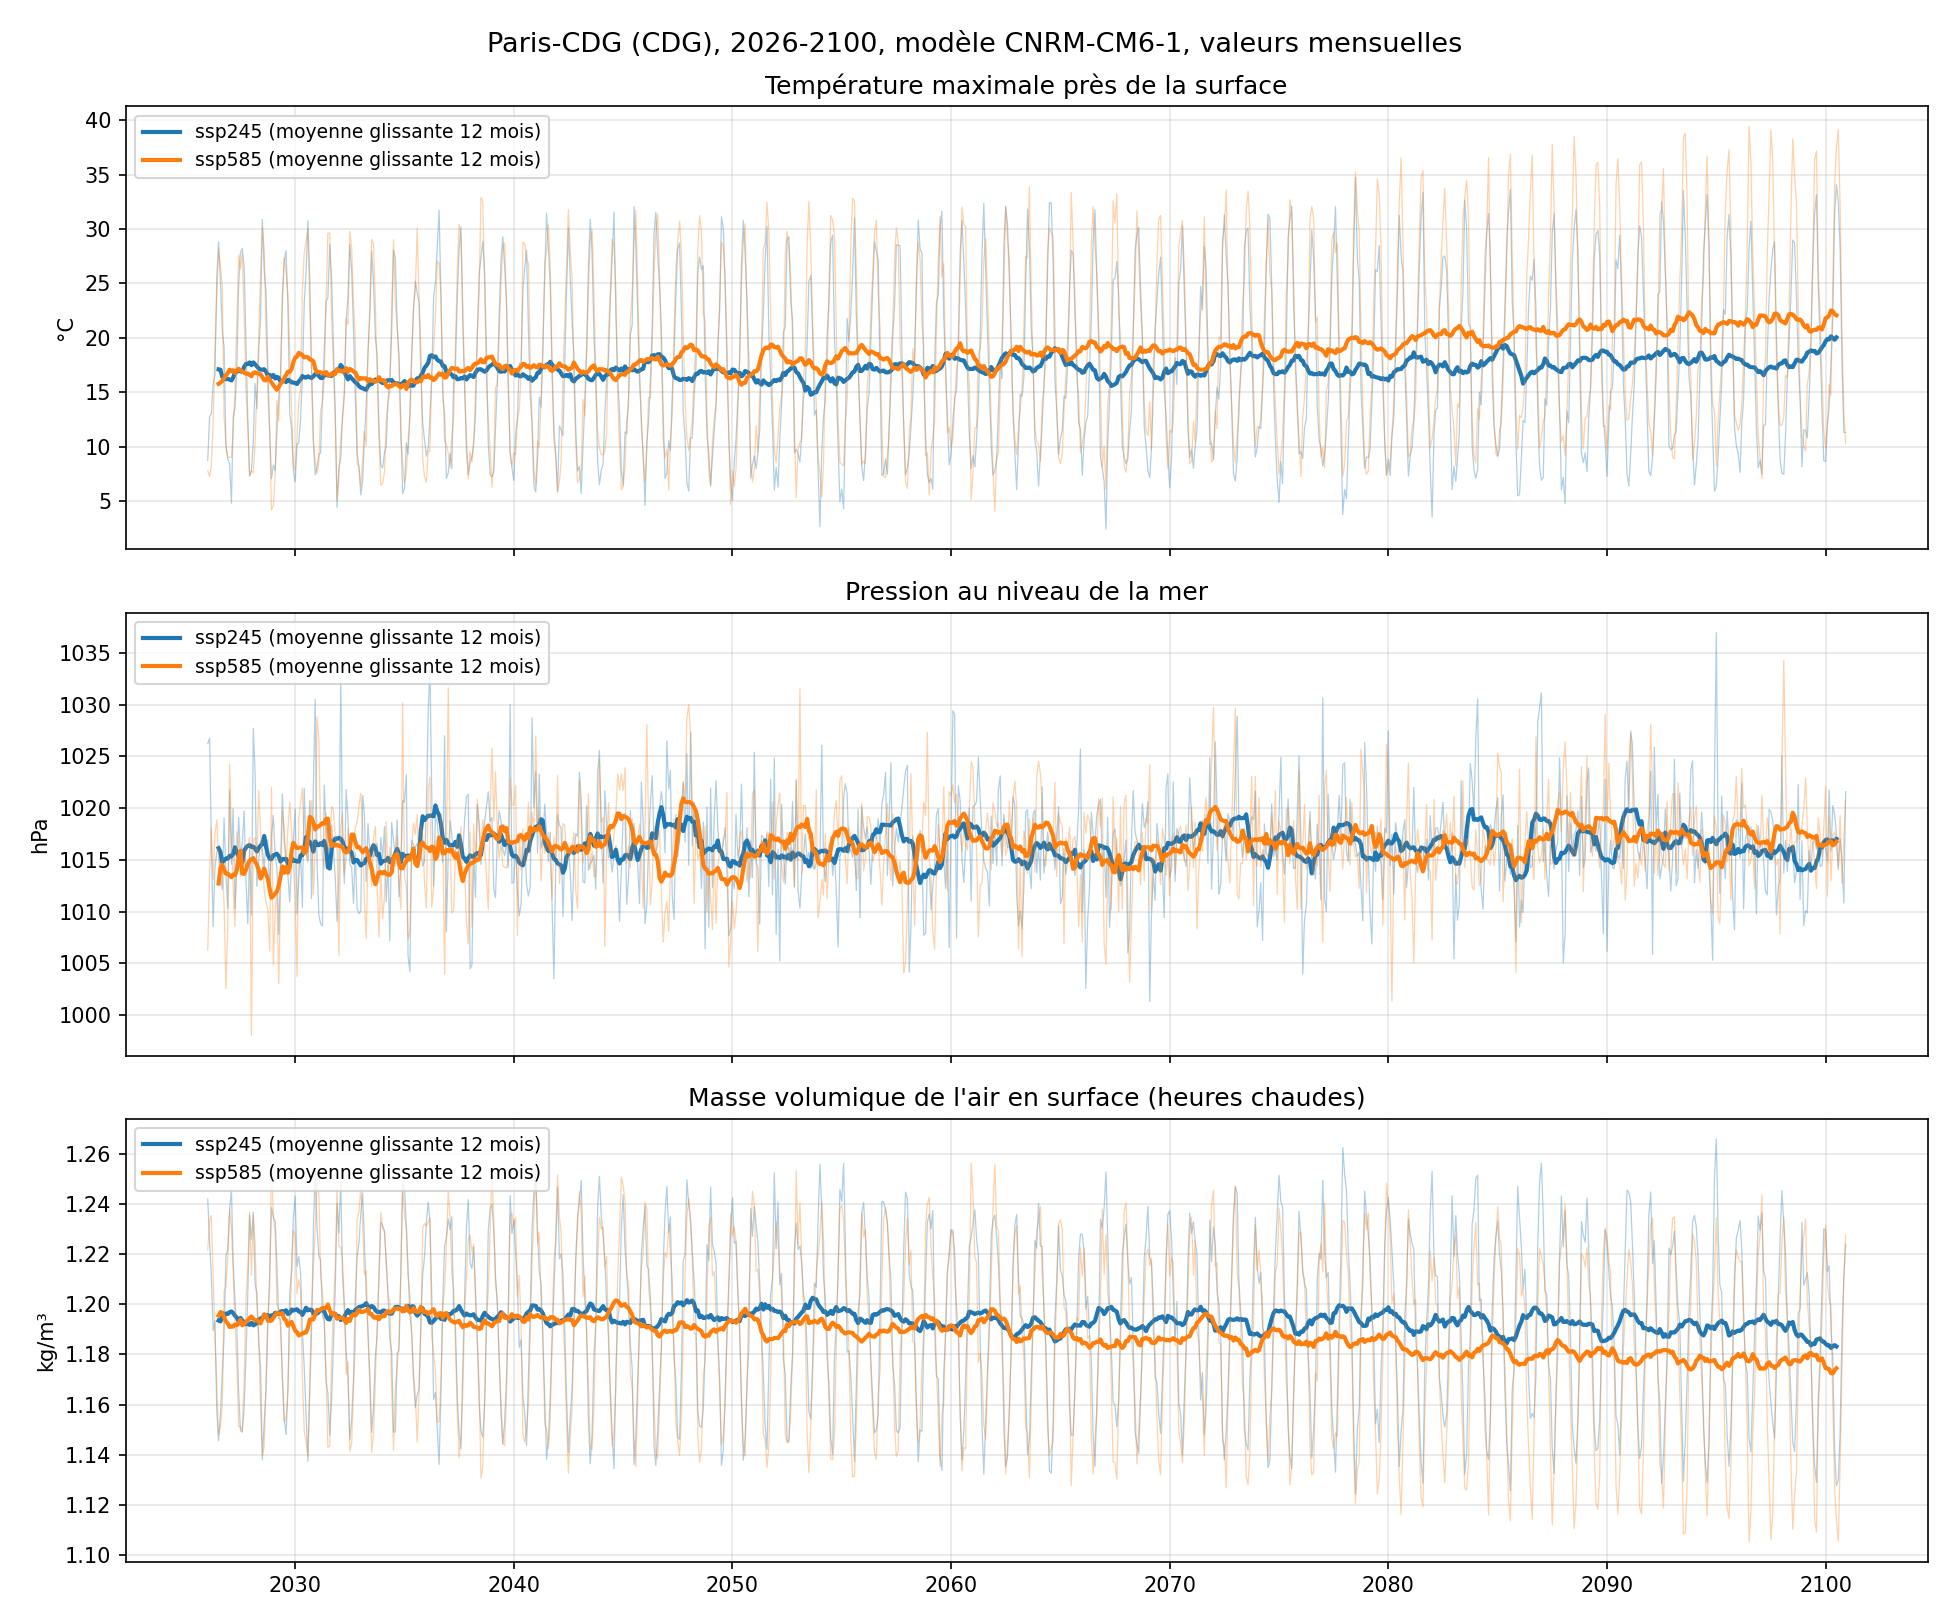 Paris-CDG (CDG), 2026-2100, modèle CNRM-CM6-1, valeurs mensuelles
Température maximale près de la surface
ssp245 (moyenne glissante 12 mois)
ssp585 (moyenne glissante 12 mois)
°C
40
35
30
25
20
15
10
5
Pression au niveau de la mer
ssp245 (moyenne glissante 12 mois)
ssp585 (moyenne glissante 12 mois)
hPa
1035
1030
1025
1020
1015
1010
1005
1000
Masse volumique de l'air en surface (heures chaudes)
ssp245 (moyenne glissante 12 mois)
ssp585 (moyenne glissante 12 mois)
kg/m³
1.26
1.24
1.22
1.20
1.18
1.16
1.14
1.12
1.10
2030 2040 2050 2060 2070 2080 2090 2100